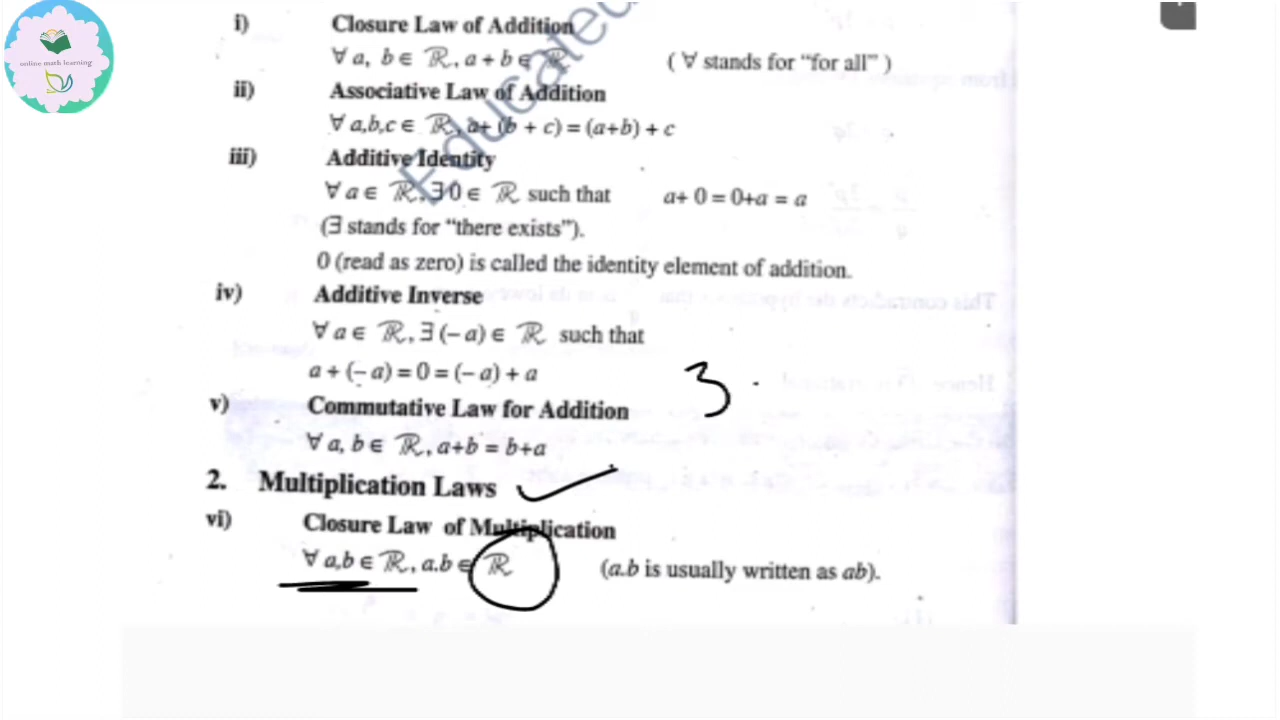 online math learning
i) Closure Law of Addition
∀ a, b ∈ ℝ, a + b ∈ ℝ ( ∀ stands for “for all” )
ii) Associative Law of Addition
∀ a,b,c ∈ ℝ, a+ (b + c) = (a+b) + c
iii) Additive Identity
∀ a ∈ ℝ, ∃ 0 ∈ ℝ such that a+ 0 = 0+a = a
(∃ stands for “there exists”).
0 (read as zero) is called the identity element of addition.
iv) Additive Inverse
∀ a ∈ ℝ, ∃ (– a) ∈ ℝ such that
a + (– a) = 0 = (– a) + a
3 .
v) Commutative Law for Addition
∀ a, b ∈ ℝ, a+b = b+a
2. Multiplication Laws
vi) Closure Law of Multiplication
∀ a,b ∈ ℝ, a.b ∈ ℝ (a.b is usually written as ab).
Educated